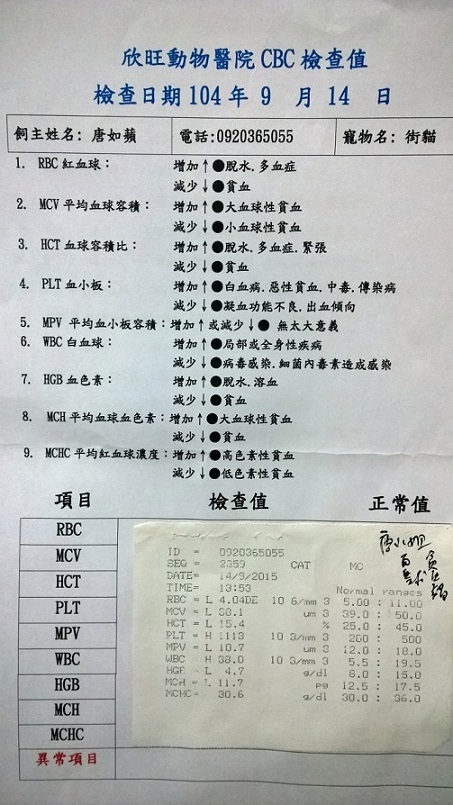 欣旺動物醫院 CBC 檢查值
檢查日期 104 年 9 月 14 日
飼主姓名: 唐如蘋 電話:0920365055 寵物名: 街貓
1. RBC 紅血球： 增加↑●脫水.多血症
減少↓●貧血
2. MCV 平均血球容積： 增加↑●大血球性貧血
減少↓●小血球性貧血
3. HCT 血球容積比： 增加↑●脫水.多血症.緊張
減少↓●貧血
4. PLT 血小板： 增加↑●白血病.惡性貧血.中毒.傳染病
減少↓●凝血功能不良.出血傾向
5. MPV 平均血小板容積：增加↑或減少↓● 無太大意義
6. WBC 白血球： 增加↑●局部或全身性疾病
減少↓●病毒感染.細菌內毒素造成感染
7. HGB 血色素： 增加↑●脫水.溶血
減少↓●貧血
8. MCH 平均血球血色素：增加↑●大血球性貧血
減少↓●貧血
9. MCHC 平均紅血球濃度：增加↑●高色素性貧血
減少↓●低色素性貧血
項目 檢查值 正常值
RBC
MCV
HCT
PLT
MPV
WBC
HGB
MCH
MCHC
異常項目
唐小姐
ID = 0920365055
SEQ = 2359 CAT MC
DATE= 14/9/2015
TIME= 13:53 Normal ranges
RBC = L 4.04DE 10 6/mm 3 5.00 : 11.00
MCV = L 38.1 um 3 39.0 : 50.0
HCT = L 15.4 % 25.0 : 45.0
PLT = H 1113 10 3/mm 3 200 : 500
MPV = L 10.7 um 3 12.0 : 18.0
WBC = H 38.0 10 3/mm 3 5.5 : 19.5
HGB = L 4.7 g/dl 8.0 : 15.0
MCH = L 11.7 pg 12.5 : 17.5
MCHC= 30.6 g/dl 30.0 : 36.0